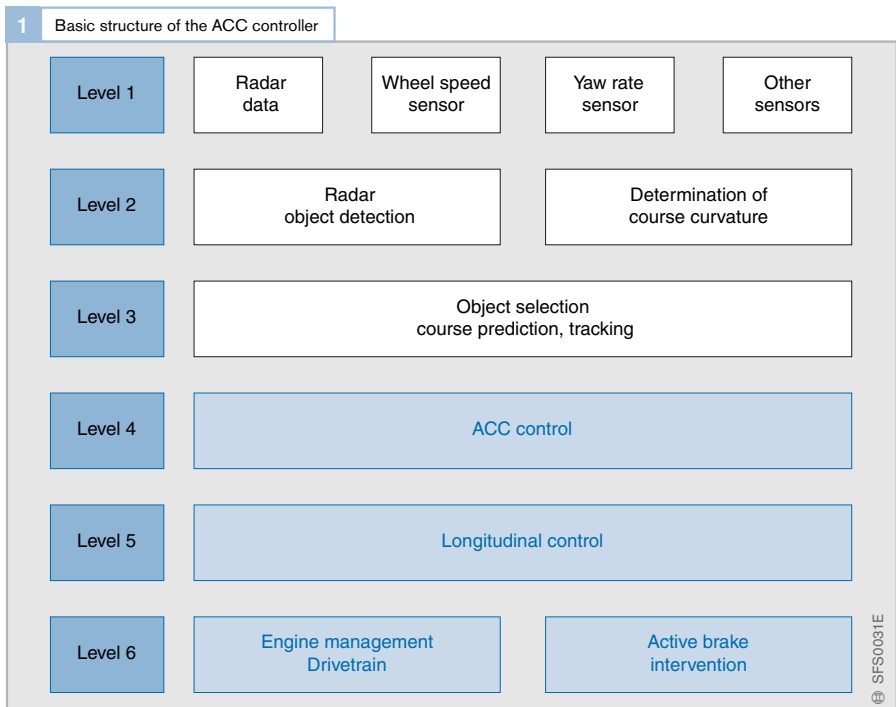 1 Basic structure of the ACC controller
Level 1
Radar
data
Wheel speed
sensor
Yaw rate
sensor
Other
sensors
Level 2
Radar
object detection
Determination of
course curvature
Level 3
Object selection
course prediction, tracking
Level 4
ACC control
Level 5
Longitudinal control
Level 6
Engine management
Drivetrain
Active brake
intervention
SFS0031E